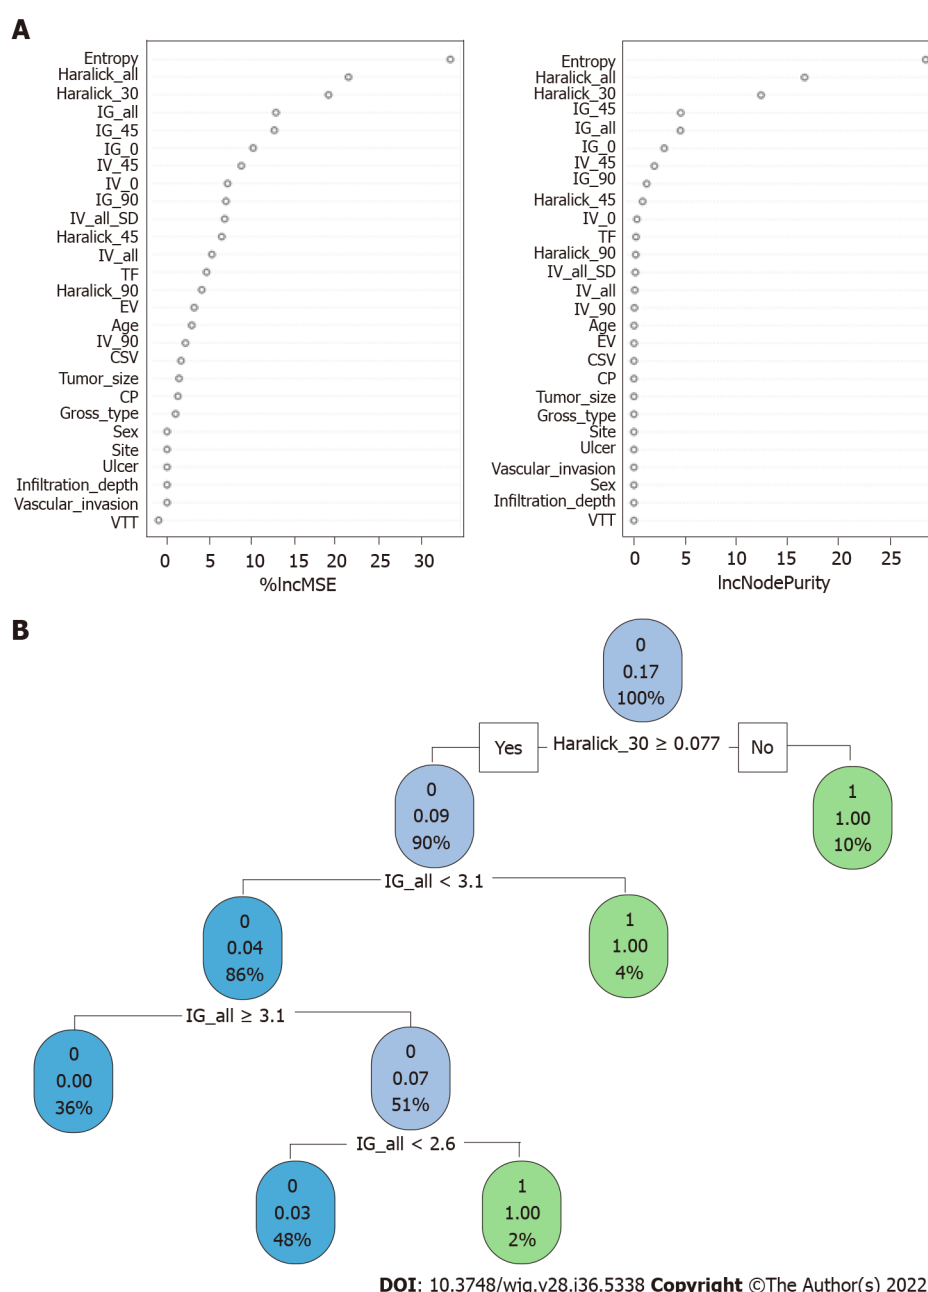 A
Entropy
Haralick_all
Haralick_30
IG_all
IG_45
IG_0
IV_45
IV_0
IG_90
IV_all_SD
Haralick_45
IV_all
TF
Haralick_90
EV
Age
IV_90
CSV
Tumor_size
CP
Gross_type
Sex
Site
Ulcer
Infiltration_depth
Vascular_invasion
VTT
0 5 10 15 20 25 30
%lncMSE
Entropy
Haralick_all
Haralick_30
IG_45
IG_all
IG_0
IV_45
IG_90
Haralick_45
IV_0
TF
Haralick_90
IV_all_SD
IV_all
IV_90
Age
EV
CSV
CP
Tumor_size
Gross_type
Site
Ulcer
Vascular_invasion
Sex
Infiltration_depth
VTT
0 5 10 15 20 25
lncNodePurity
B
0
0.17
100%
Yes Haralick_30 ≥ 0.077 No
0
0.09
90%
1
1.00
10%
IG_all < 3.1
0
0.04
86%
1
1.00
4%
IG_all ≥ 3.1
0
0.00
36%
0
0.07
51%
IG_all < 2.6
0
0.03
48%
1
1.00
2%
DOI: 10.3748/wjg.v28.i36.5338 Copyright ©The Author(s) 2022